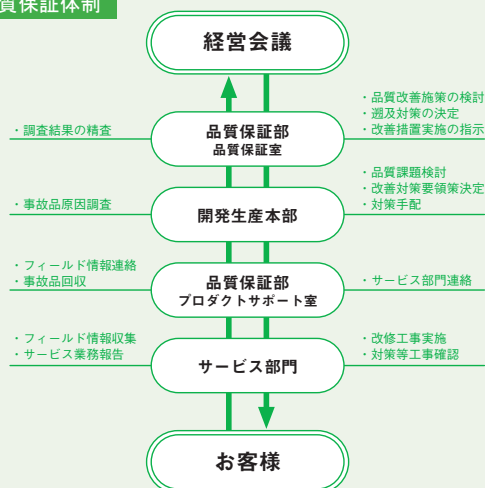 質保証体制
経営会議
・調査結果の精査
品質保証部
品質保証室
・品質改善施策の検討
・遡及対策の決定
・改善措置実施の指示
・事故品原因調査
開発生産本部
・品質課題検討
・改善対策要領策決定
・対策手配
・フィールド情報連絡
・事故品回収
品質保証部
プロダクトサポート室
・サービス部門連絡
・フィールド情報収集
・サービス業務報告
サービス部門
・改修工事実施
・対策等工事確認
お客様